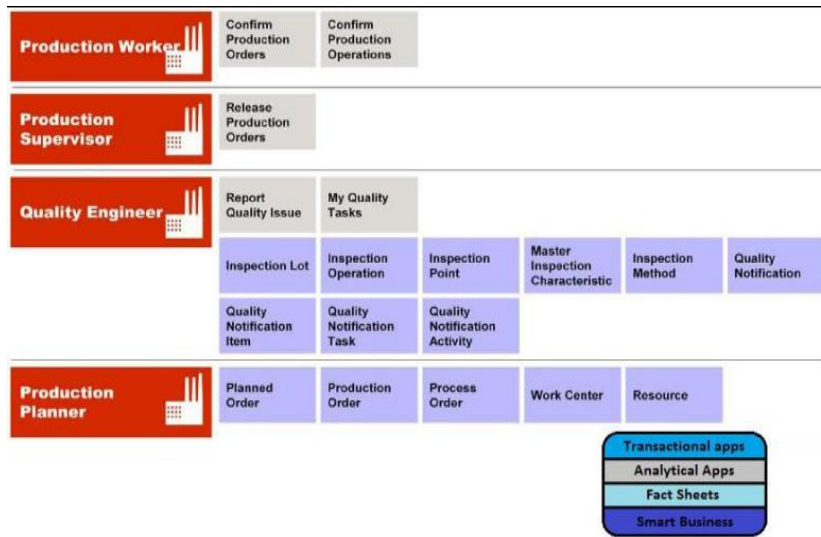 Production Worker
Confirm
Production
Orders
Confirm
Production
Operations
Production
Supervisor
Release
Production
Orders
Quality Engineer
Report
Quality Issue
My Quality
Tasks
Inspection Lot
Inspection
Operation
Inspection
Point
Master
Inspection
Characteristic
Inspection
Method
Quality
Notification
Quality
Notification
Item
Quality
Notification
Task
Quality
Notification
Activity
Production
Planner
Planned
Order
Production
Order
Process
Order
Work Center
Resource
Transactional apps
Analytical Apps
Fact Sheets
Smart Business